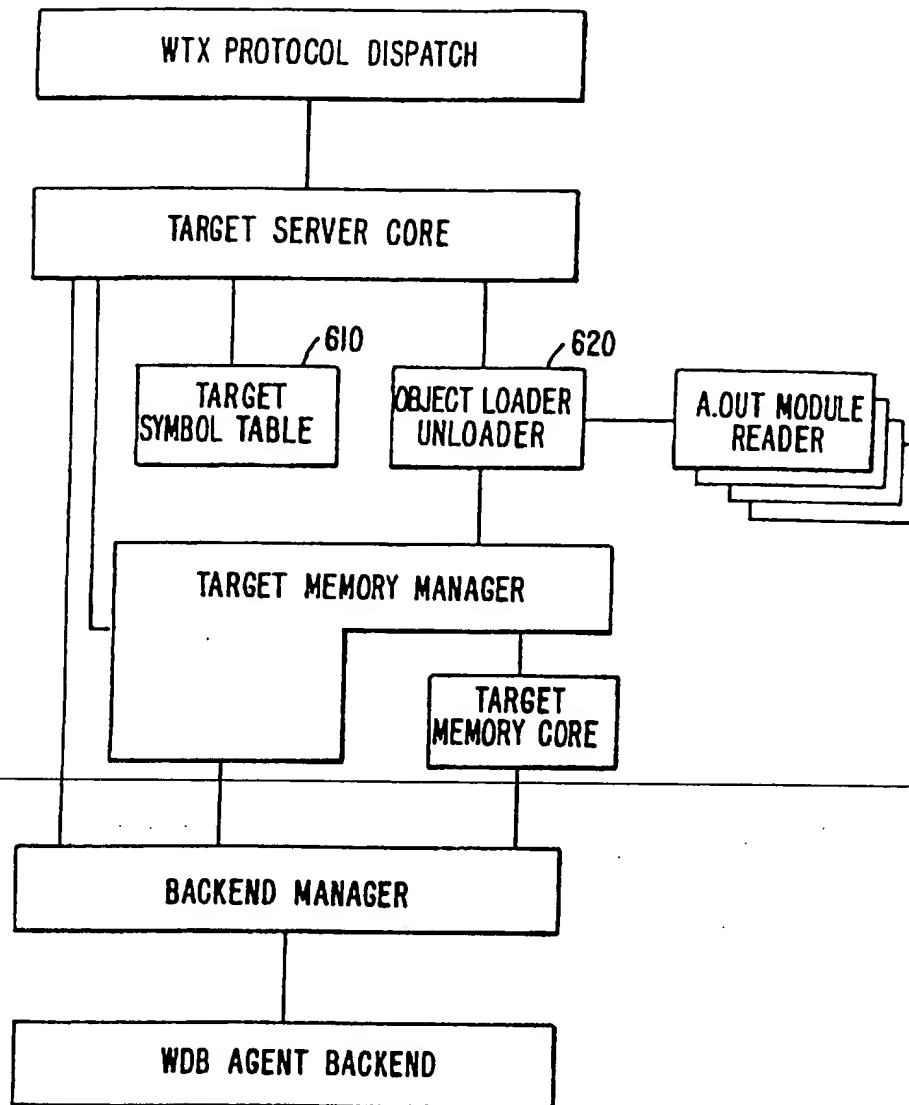 WTX PROTOCOL DISPATCH
TARGET SERVER CORE
610
TARGET
SYMBOL TABLE
620
OBJECT LOADER
UNLOADER
A.OUT MODULE
READER
TARGET MEMORY MANAGER
TARGET
MEMORY CORE
BACKEND MANAGER
WDB AGENT BACKEND